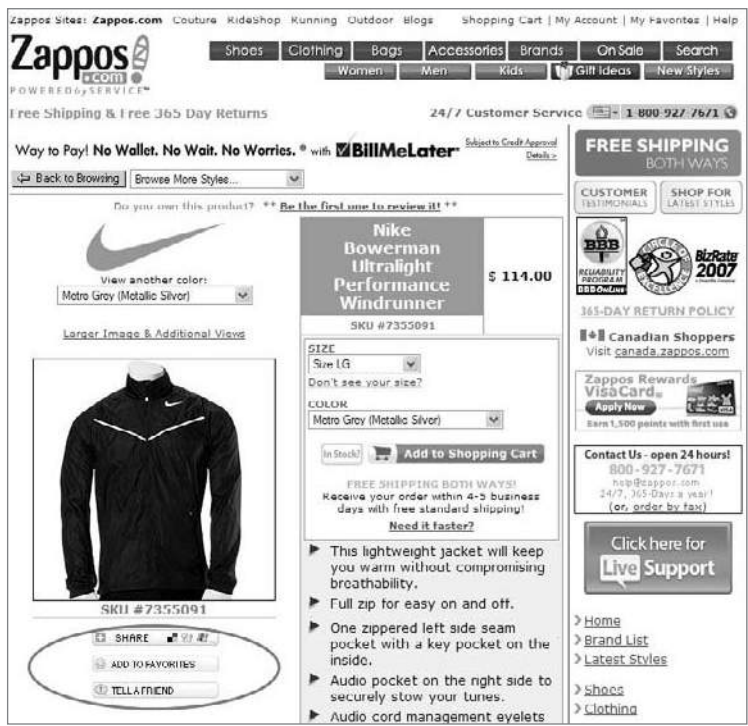 Zappos Sites: Zappos.com Couture RideShop Running Outdoor Blogs Shopping Cart | My Account | My Favorites | Help
Zappos
.com
POWERED by SERVICE™
Shoes Clothing Bags Accessories Brands On Sale Search
Women Men Kids Gift Ideas New Styles
Free Shipping & Free 365 Day Returns
24/7 Customer Service 1-800-927-7671
Way to Pay! No Wallet. No Wait. No Worries.® with BillMeLater®
Subject to Credit Approval
Details >
Back to Browsing Browse More Styles...
Do you own this product? ** Be the first one to review it! **
View another color:
Metro Grey (Metallic Silver)
Larger Image & Additional Views
SKU #7355091
SHARE
ADD TO FAVORITES
TELL A FRIEND
Nike
Bowerman
Ultralight
Performance
Windrunner
$ 114.00
SKU #7355091
SIZE
Size LG
Don't see your size?
COLOR
Metro Grey (Metallic Silver)
In Stock! Add to Shopping Cart
FREE SHIPPING BOTH WAYS!
Receive your order within 4-5 business
days with free standard shipping!
Need it faster?
This lightweight jacket will keep
you warm without compromising
breathability.
Full zip for easy on and off.
One zippered left side seam
pocket with a key pocket on the
inside.
Audio pocket on the right side to
securely stow your tunes.
Audio cord management eyelets
FREE SHIPPING
BOTH WAYS
CUSTOMER
TESTIMONIALS
SHOP FOR
LATEST STYLES
BBB
RELIABILITY
PROGRAM
BBBOnLine
CIRCLE OF EXCELLENCE
BizRate
2007
365-DAY RETURN POLICY
Canadian Shoppers
Visit canada.zappos.com
Zappos Rewards
VisaCard
Apply Now
Earn 1,500 points with first use
Contact Us - open 24 hours!
800-927-7671
help@zappos.com
24/7, 365-Days a year!
(or, order by fax)
Click here for
Live Support
Home
Brand List
Latest Styles
Shoes
Clothing